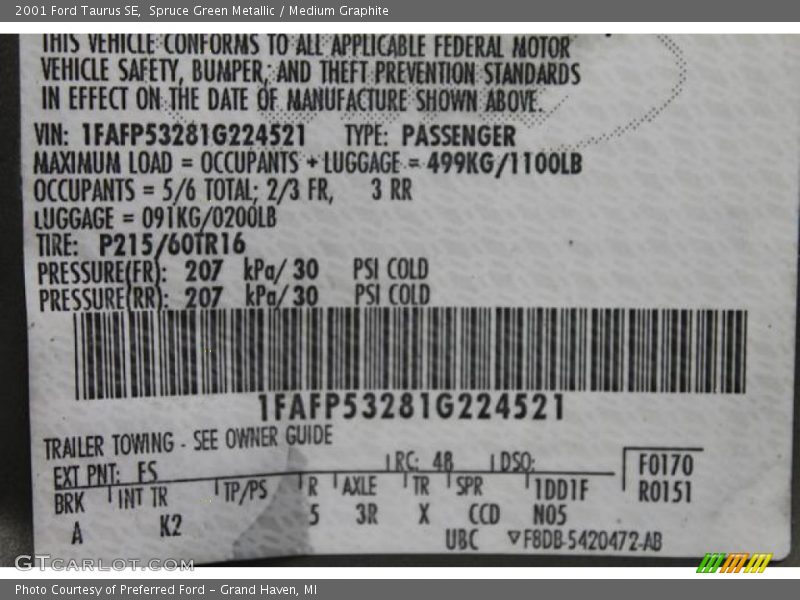 2001 Ford Taurus SE,  Spruce Green Metallic / Medium Graphite
THIS VEHICLE CONFORMS TO ALL APPLICABLE FEDERAL MOTOR
VEHICLE SAFETY, BUMPER, AND THEFT PREVENTION STANDARDS
IN EFFECT ON THE DATE OF MANUFACTURE SHOWN ABOVE.
VIN: 1FAFP53281G224521 TYPE: PASSENGER
MAXIMUM LOAD = OCCUPANTS + LUGGAGE = 499KG/1100LB
OCCUPANTS = 5/6 TOTAL; 2/3 FR, 3 RR
LUGGAGE = 091KG/0200LB
TIRE: P215/60TR16
PRESSURE(FR): 207 kPa/ 30 PSI COLD
PRESSURE(RR): 207 kPa/ 30 PSI COLD
1FAFP53281G224521
TRAILER TOWING - SEE OWNER GUIDE
EXT PNT: FS RC: 48 DSO: F0170
BRK INT TR TP/PS R AXLE TR SPR 1DD1F R0151
A K2 5 3R X CCD N05
UBC ▽F8DB-5420472-AB
GTCARLOT.COM
Photo Courtesy of Preferred Ford – Grand Haven, MI